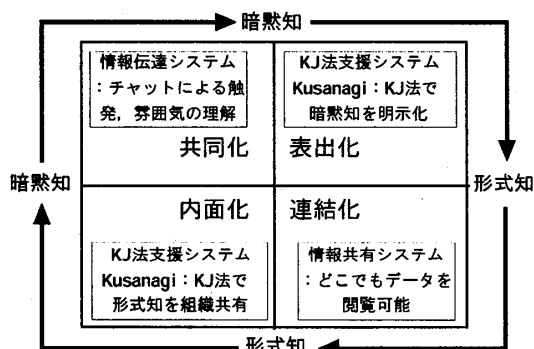 暗黙知
情報伝達システム
：チャットによる触
発，雰囲気の理解
共同化
KJ法支援システム
Kusanagi：KJ法で
暗黙知を明示化
表出化
暗黙知
形式知
内面化
KJ法支援システム
Kusanagi：KJ法で
形式知を組織共有
連結化
情報共有システム
：どこでもデータを
閲覧可能
形式知